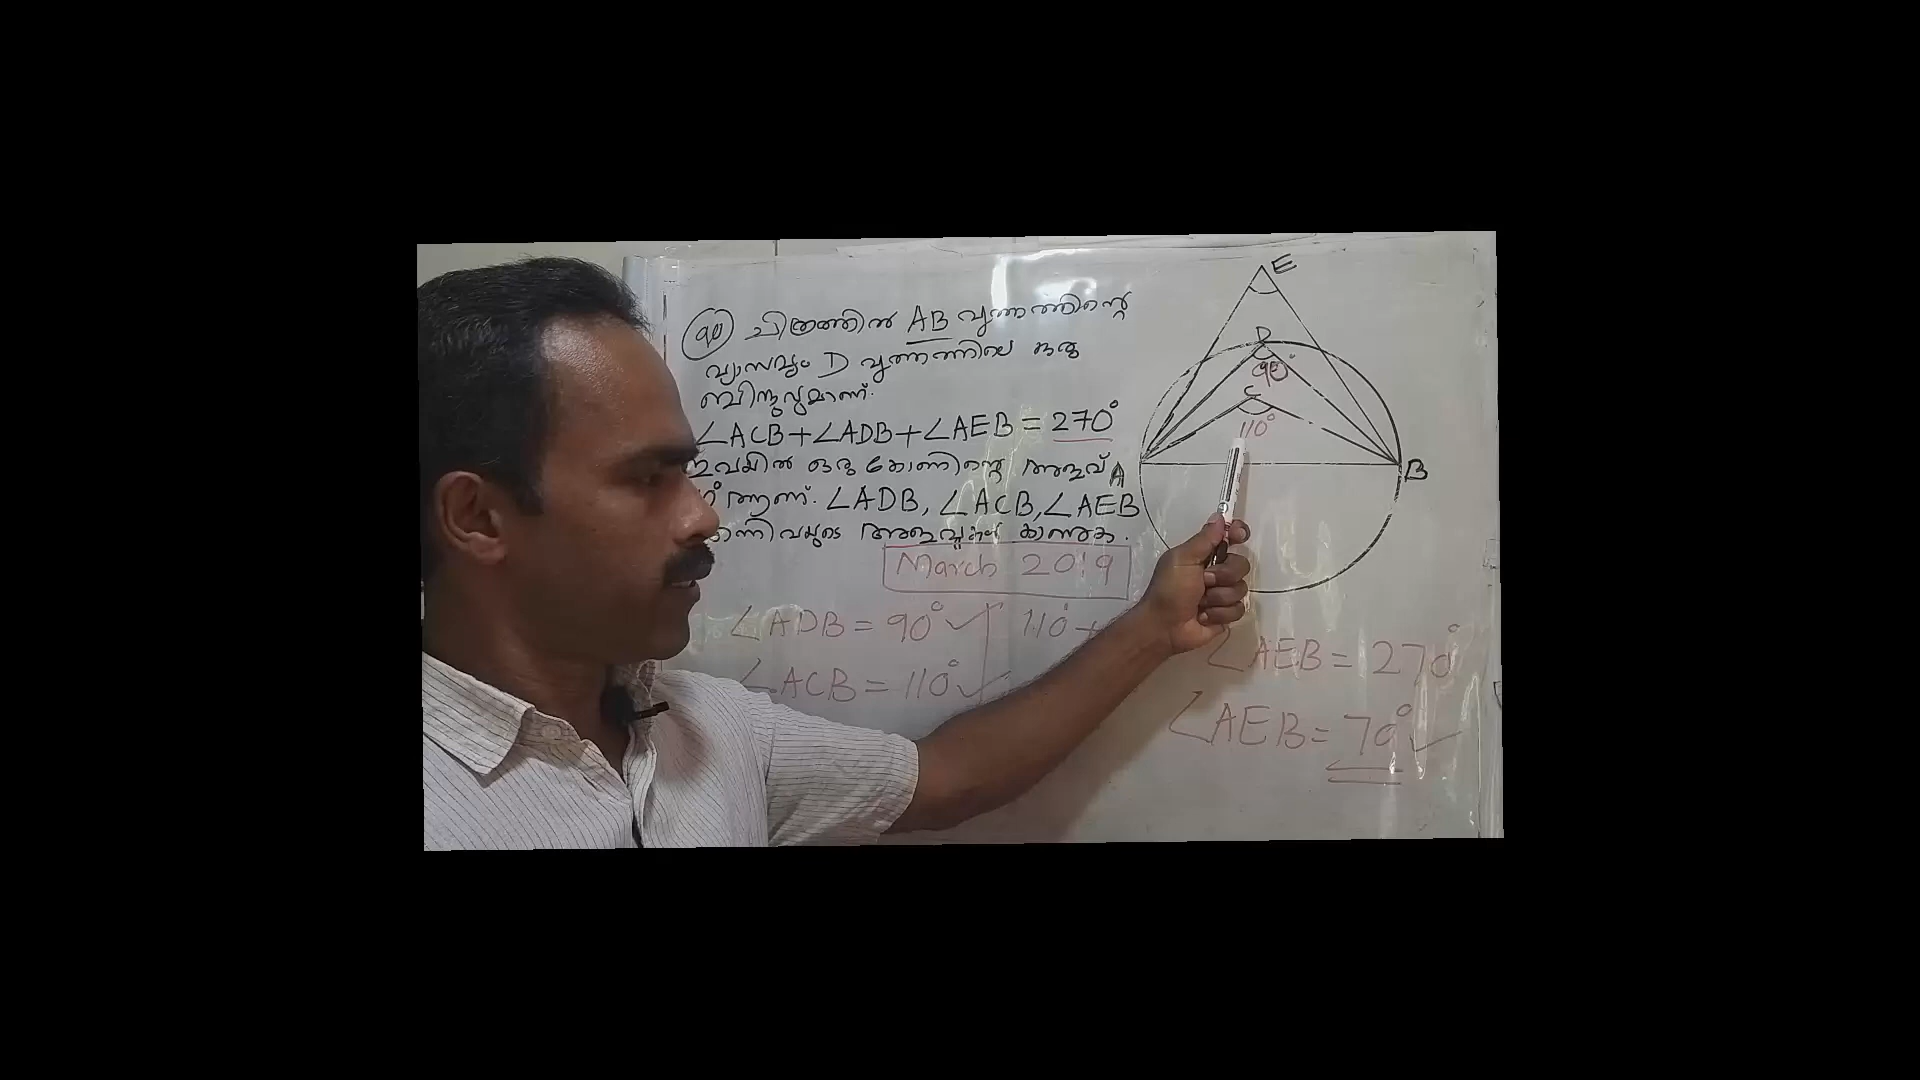 90 ചിത്രത്തിൽ AB വൃത്തത്തിന്റെ
വ്യാസവും D വൃത്തത്തിലെ ഒരു
ബിന്ദുവുമാണ്.
∠ACB+∠ADB+∠AEB = 270°
ഇവയിൽ ഒരു കോണിന്റെ അളവ്
ആണ്. ∠ADB, ∠ACB, ∠AEB
എന്നിവയുടെ അളവുകൾ കാണുക.
March 2019
∠ADB = 90° ✓
∠ACB = 110° ✓
110 +
∠AEB = 270°
∠AEB = 70° ✓
E
D
90°
C
110°
A
B